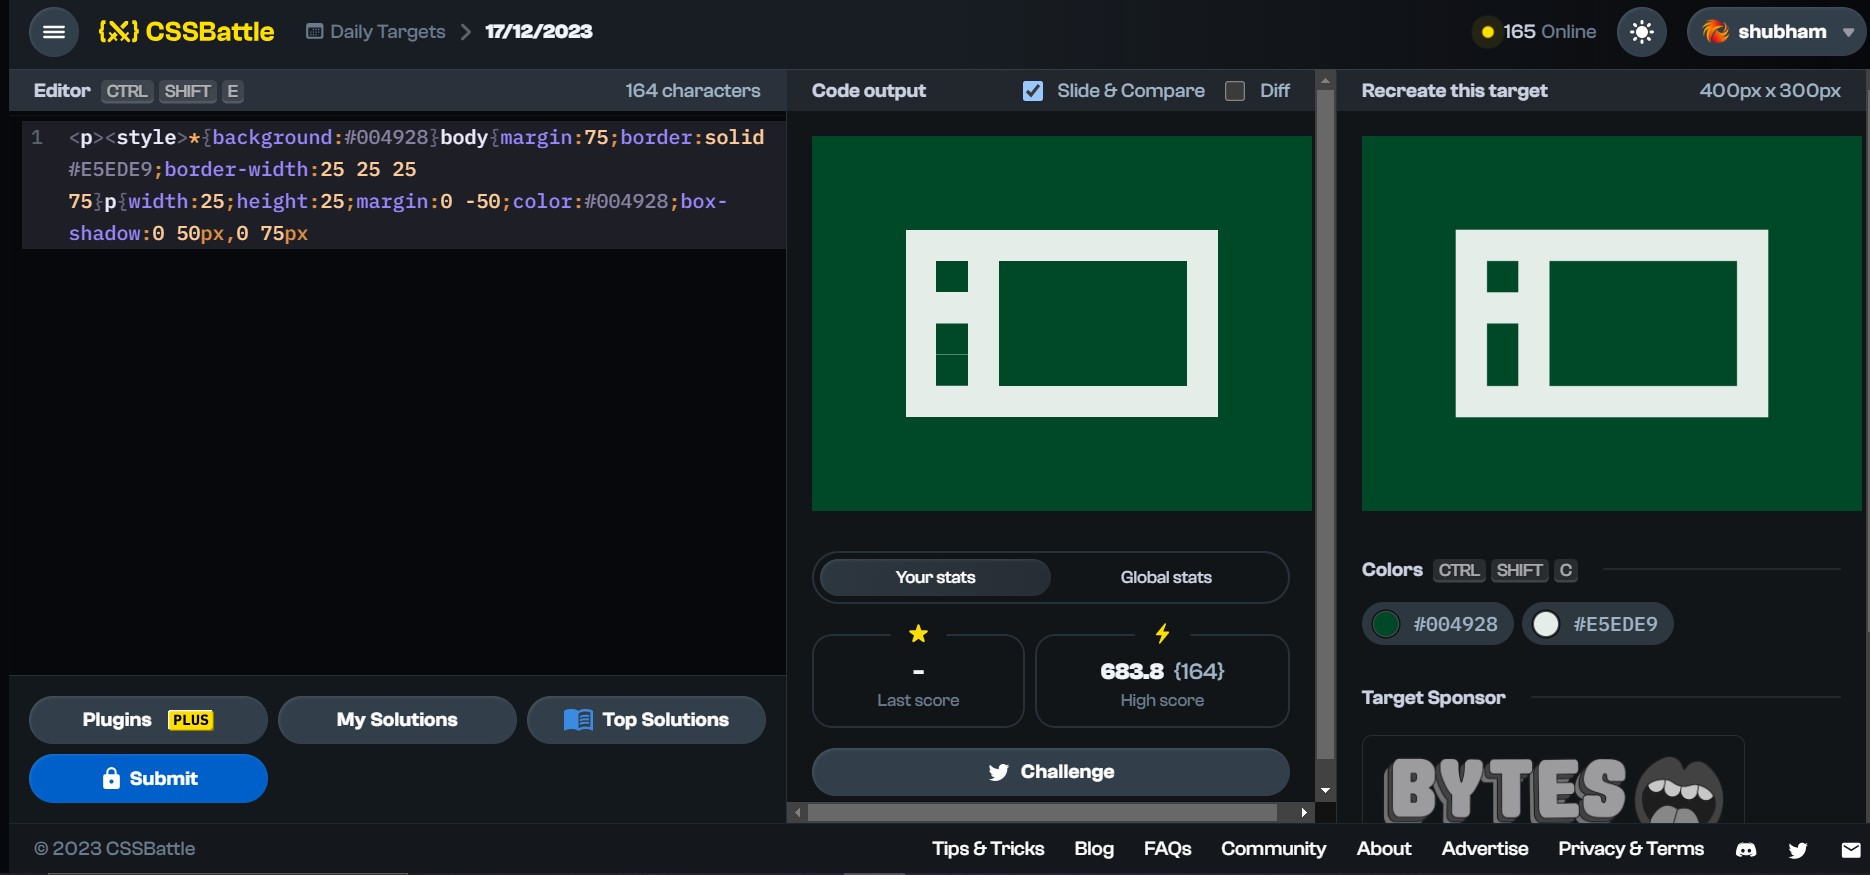 {X} CSSBattle
Daily Targets
17/12/2023
165 Online
shubham
Editor CTRL SHIFT E
164 characters
1 <p><style>*{background:#004928}body{margin:75;border:solid
#E5EDE9;border-width:25 25 25
75}p{width:25;height:25;margin:0 -50;color:#004928;box-
shadow:0 50px,0 75px
Plugins PLUS
My Solutions
Top Solutions
Submit
Code output
Slide & Compare
Diff
Your stats
Global stats
-
Last score
683.8 {164}
High score
Challenge
Recreate this target
400px x 300px
Colors CTRL SHIFT C
#004928
#E5EDE9
Target Sponsor
BYTES
© 2023 CSSBattle
Tips & Tricks
Blog
FAQs
Community
About
Advertise
Privacy & Terms